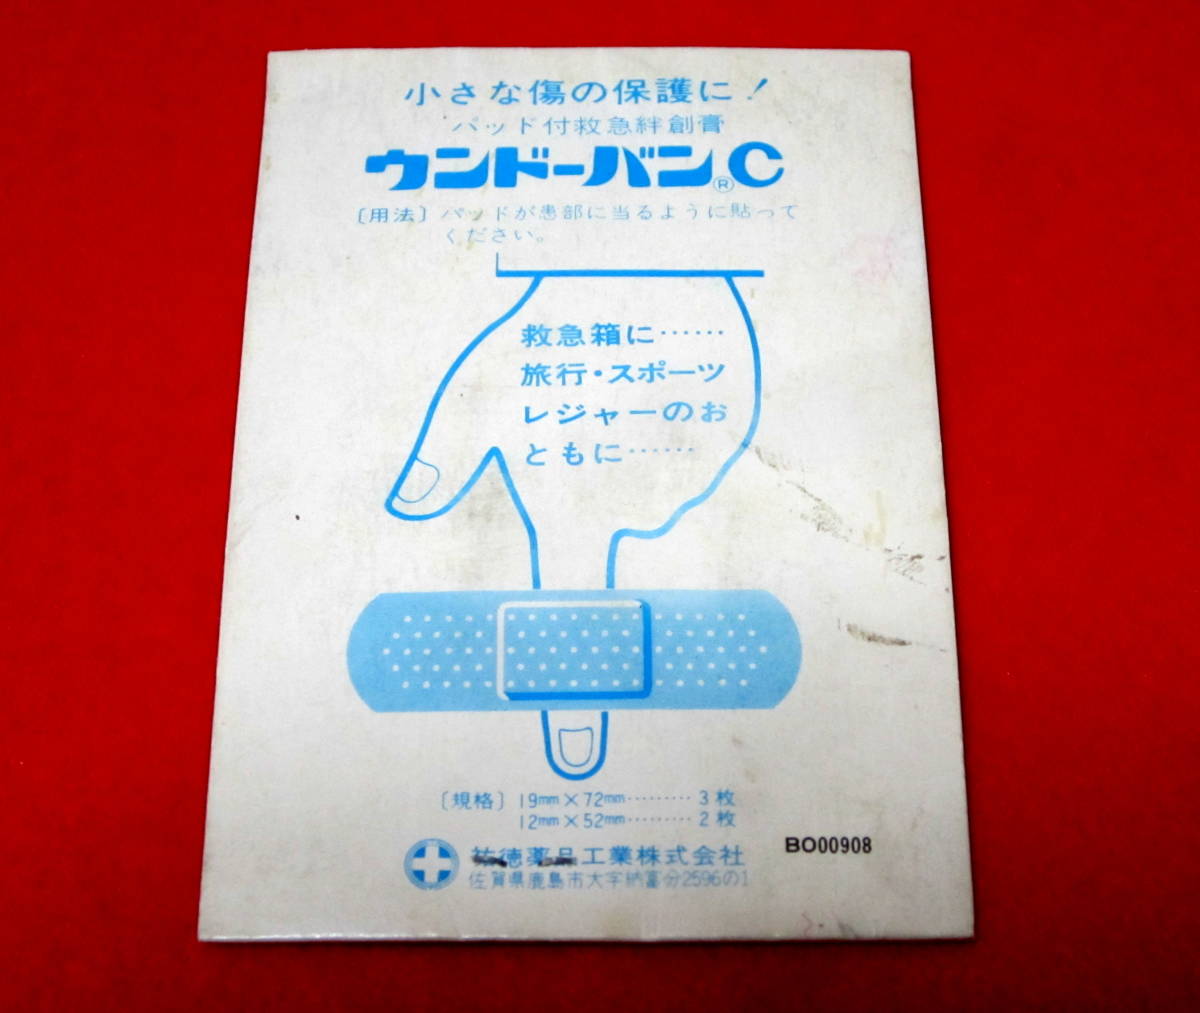 小さな傷の保護に!
パッド付救急絆創膏
ウンドーバン®C
〔用法〕パッドが患部に当るように貼って
ください。
救急箱に……
旅行・スポーツ
レジャーのお
ともに……
〔規格〕19mm×72mm………3枚
12mm×52mm………2枚
祐徳薬品工業株式会社
佐賀県鹿島市大字納富分2596の1
BO00908